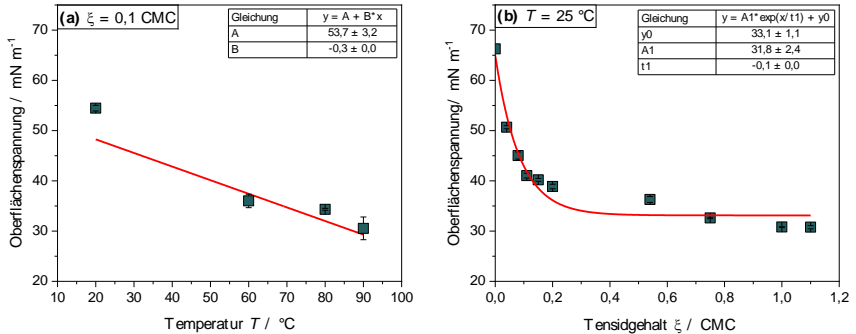 (a) ξ = 0,1 CMC
Gleichung y = A + B*x
A 53,7 ± 3,2
B -0,3 ± 0,0
70
60
50
40
30
20
Oberflächenspannung / mN m-1
10 20 30 40 50 60 70 80 90 100
Temperatur T / °C
(b) T = 25 °C
Gleichung y = A1*exp(x/t1) + y0
y0 33,1 ± 1,1
A1 31,8 ± 2,4
t1 -0,1 ± 0,0
70
60
50
40
30
20
Oberflächenspannung/ mN m-1
0,0 0,2 0,4 0,6 0,8 1,0 1,2
Tensidgehalt ξ / CMC